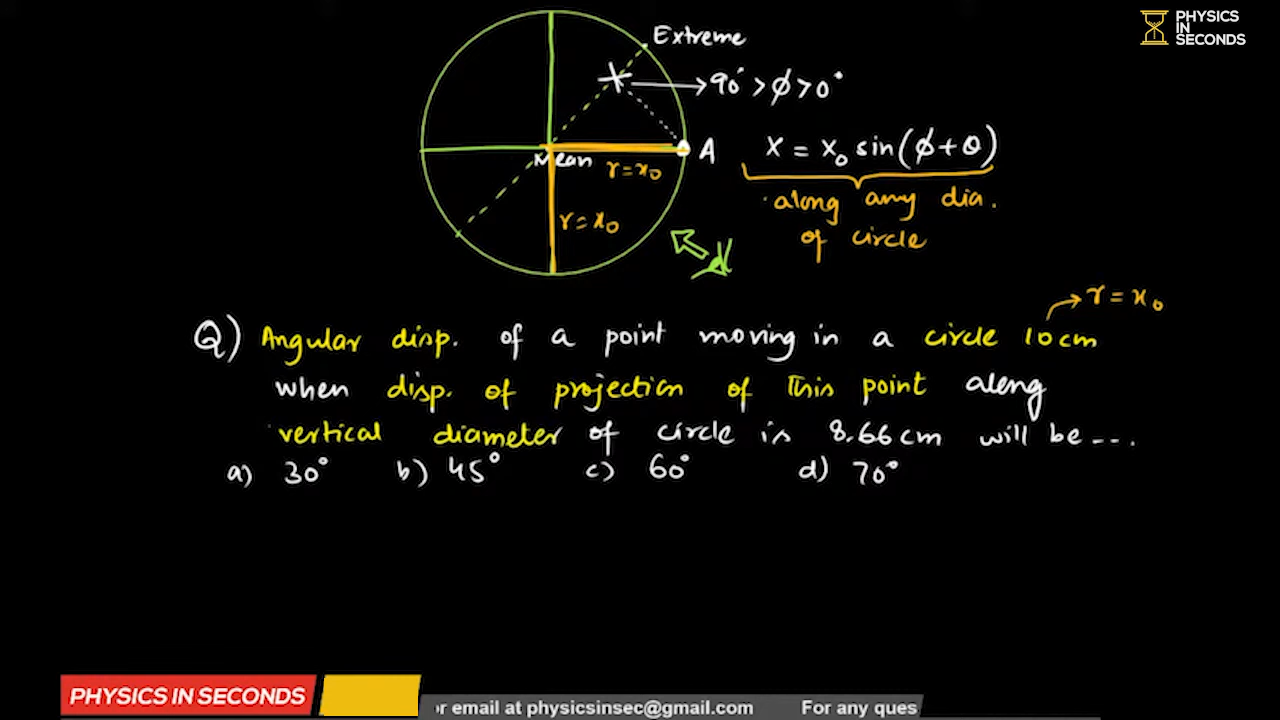 PHYSICS
IN
SECONDS
Extreme
90° > ϕ > 0°
Mean
r = x₀
A
x = x₀ sin(ϕ + θ)
along any dia.
of circle
r = x₀
r = x₀
Q) Angular disp. of a point moving in a circle 10 cm
when disp. of projection of this point along
vertical diameter of circle is 8.66 cm will be ---.
a) 30° b) 45° c) 60° d) 70°
PHYSICS IN SECONDS
or email at physicsinsec@gmail.com For any ques